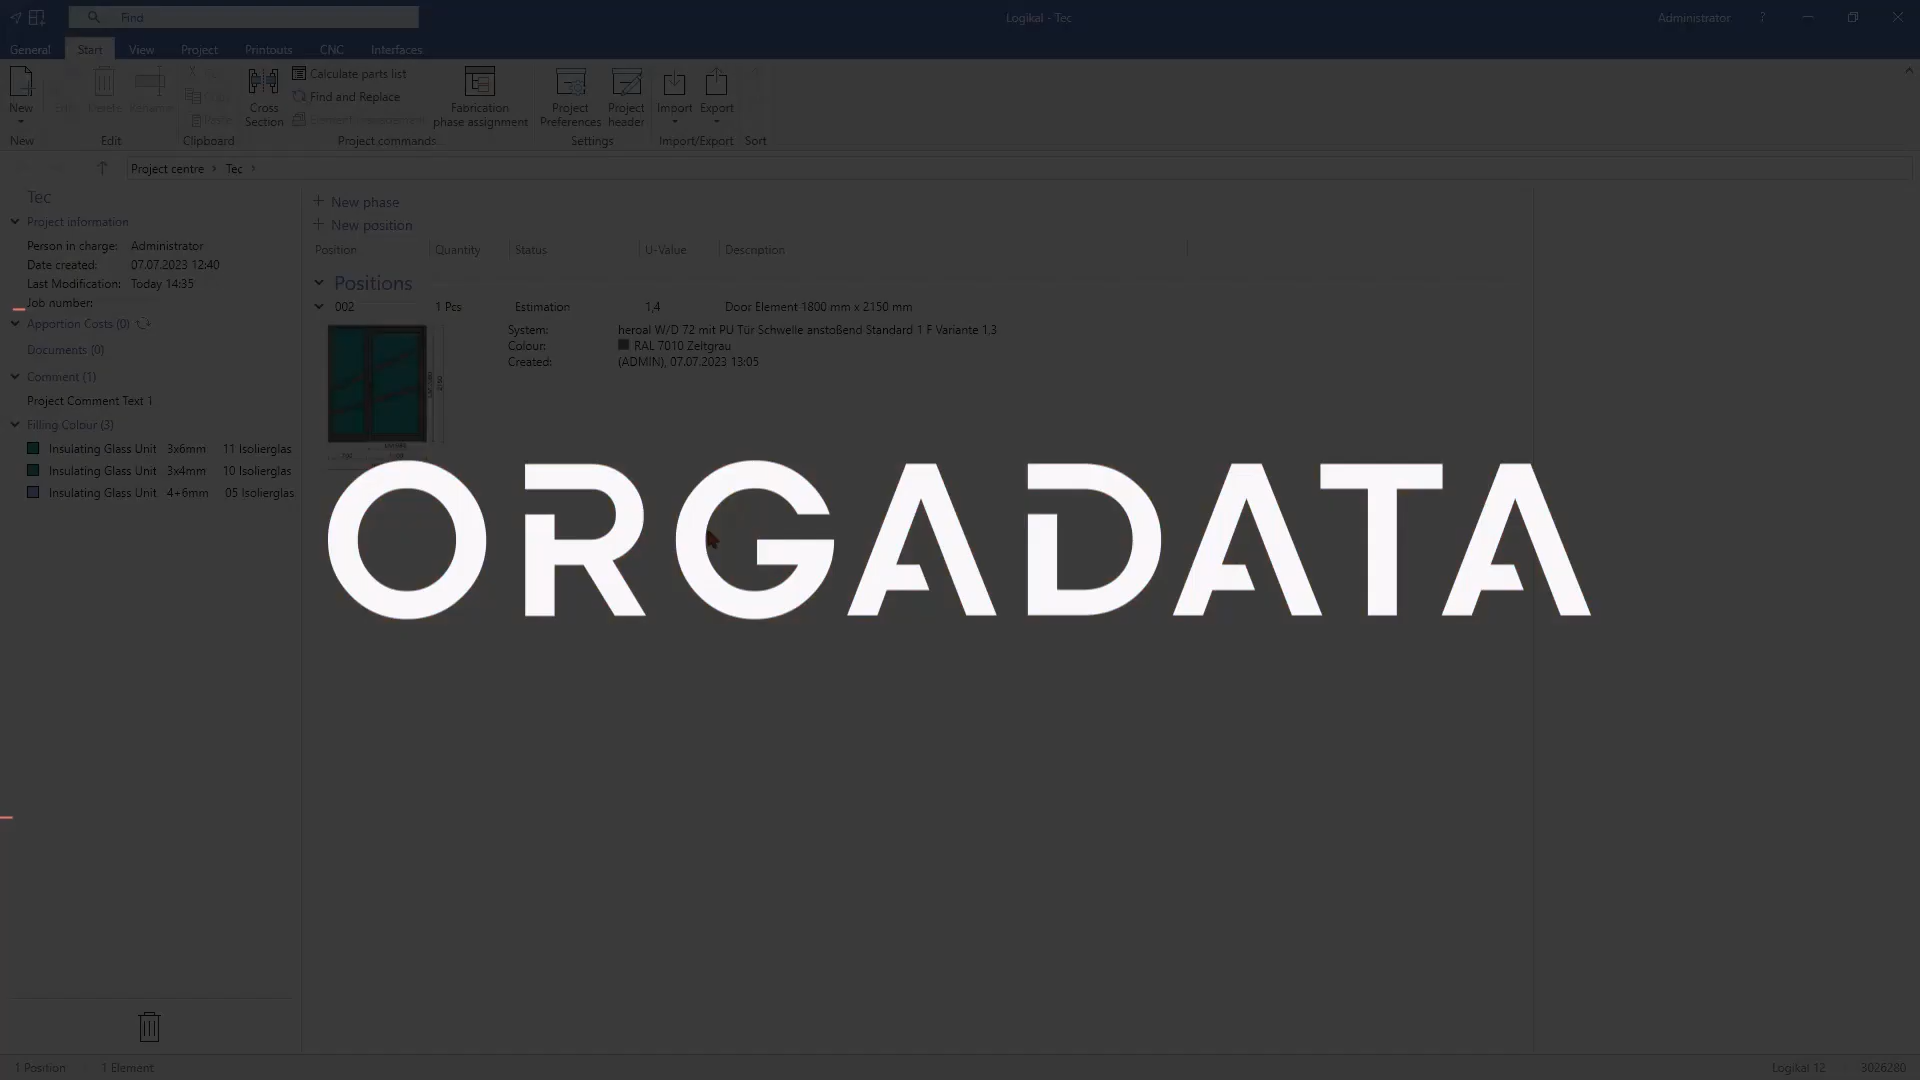 Find
Logikal - Tec
Administrator
?
General Start View Project Printouts CNC Interfaces
New
Edit
Delete
Rename
Copy
Paste
Cross Section
Calculate parts list
Find and Replace
Fabrication phase assignment
Project Preferences
Project header
Import
Export
New
Edit
Clipboard
Project commands
Settings
Import/Export
Sort
Project centre > Tec >
Tec
Project information
Person in charge: Administrator
Date created: 07.07.2023 12:40
Last Modification: Today 14:35
Job number:
Apportion Costs (0)
Documents (0)
Comment (1)
Project Comment Text 1
Filling Colour (3)
Insulating Glass Unit 3x6mm 11 Isolierglas
Insulating Glass Unit 3x4mm 10 Isolierglas
Insulating Glass Unit 4+6mm 05 Isolierglas
+ New phase
+ New position
Position Quantity Status U-Value Description
Positions
002 1 Pcs Estimation 1,4 Door Element 1800 mm x 2150 mm
System: heroal W/D 72 mit PU Tür Schwelle anstoßend Standard 1 F Variante 1,3
Colour: RAL 7010 Zeltgrau
Created: (ADMIN), 07.07.2023 13:05
ORGADATA
1 Position 1 Element
Logikal 12 3026280